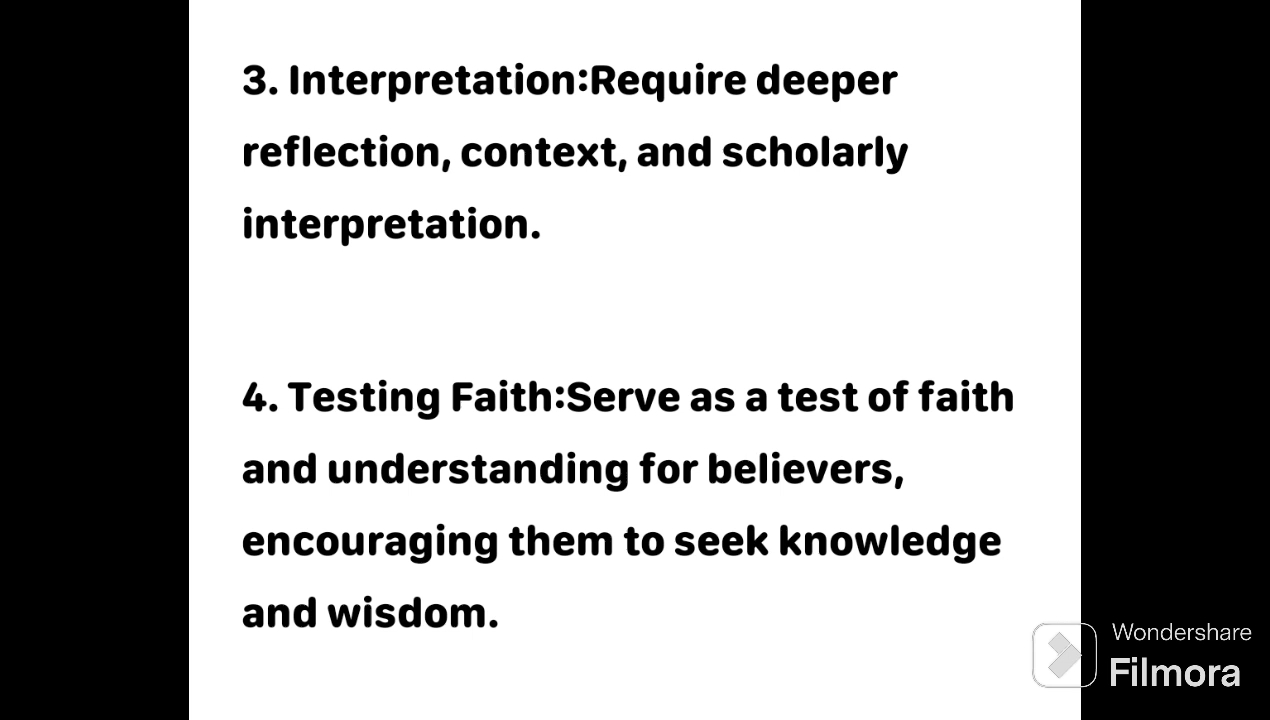 3. Interpretation:Require deeper
reflection, context, and scholarly
interpretation.
4. Testing Faith:Serve as a test of faith
and understanding for believers,
encouraging them to seek knowledge
and wisdom.
Wondershare
Filmora